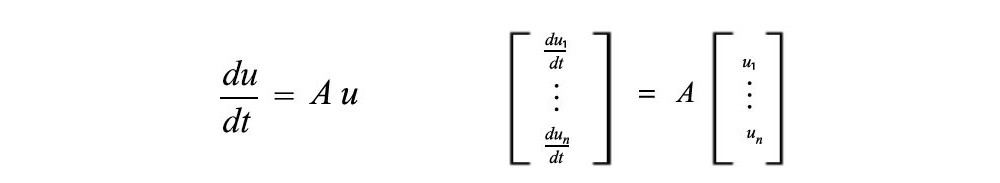 du/dt = A u
[ du₁/dt ⋮ duₙ/dt ] = A [ u₁ ⋮ uₙ ]